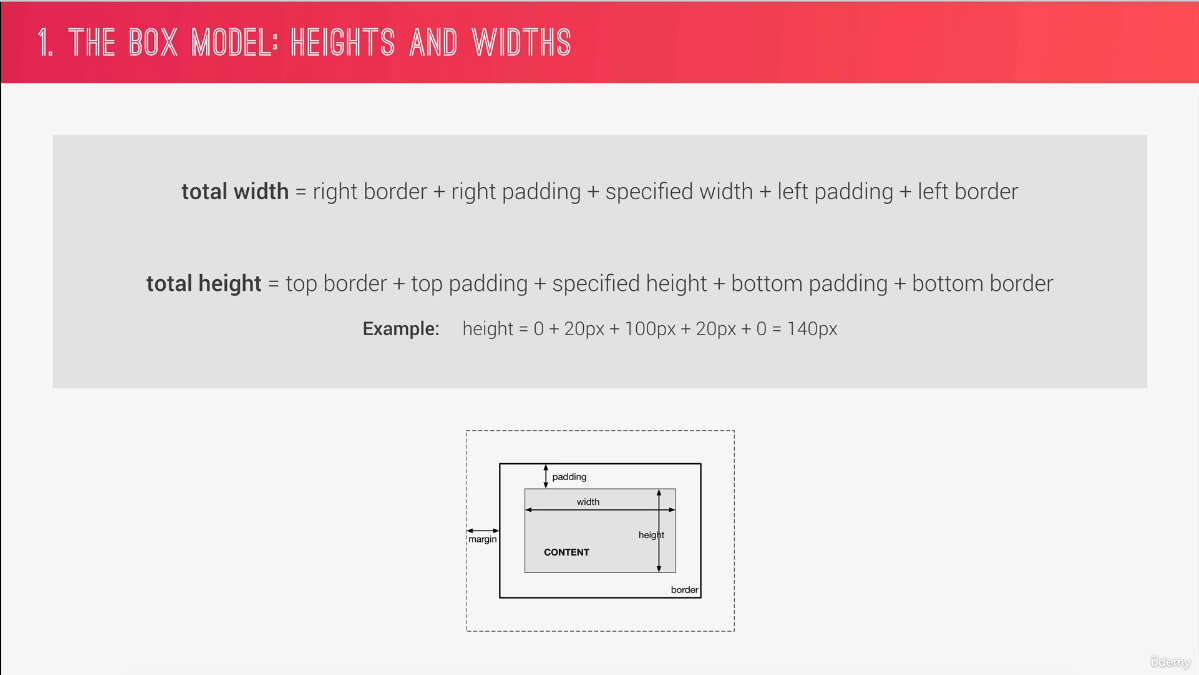 1. THE BOX MODEL: HEIGHTS AND WIDTHS
total width = right border + right padding + specified width + left padding + left border
total height = top border + top padding + specified height + bottom padding + bottom border
Example: height = 0 + 20px + 100px + 20px + 0 = 140px
padding
width
height
margin
CONTENT
border
ûdemy